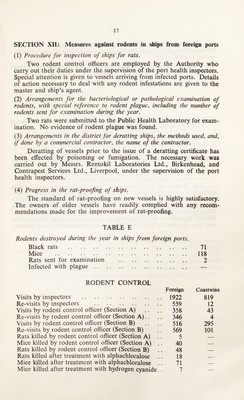 17
SECTION XII: Measures against rodents in ships from foreign ports
(1) Procedure for inspection of ships for rats.
Two rodent control officers are employed by the Authority who
carry out their duties under the supervision of the port health inspectors.
Special attention is given to vessels arriving from infected ports. Details
of action necessary to deal with any rodent infestations are given to the
master and ship's agent.
(2) Arrangements for the bacteriological or pathological examination of
rodents, with special reference to rodent plague, including the number of
rodents sent for examination during the year.
Two rats were submitted to the Public Health Laboratory for exam-
ination. No evidence of rodent plague was found.
(3) Arrangements in the district for deratting ships, the methods used, and,
if done by a commercial contractor, the name of the contractor.
Deratting of vessels prior to the issue of a deratting certificate has
been effected by poisoning or fumigation. The necessary work was
carried out by Messrs. Rentokil Laboratories Ltd., Birkenhead, and
Contrapest Services Ltd., Liverpool, under the supervision of the port
health inspectors.
(4) Progress in the rat-proofing of ships.
The standard of rat-proofing on new vessels is highly satisfactory.
The owners of older vessels have readily complied with any recom-
mendations made for the improvement of rat-proofing.
TABLE E
Rodents destroyed during the year in ships from foreign ports.
Black rats .. .. .. .. .. .. .. 71
Mice .. .. .. .. .. .. .. .. 118
Rats sent for examination .. .. .. .. .. 2
Infected with plague .. .. .. .. .. .. —
RODENT CONTROL
Foreign Coastwise
Visits by inspectors .. .. .. .. 1922 819
Re-visits by inspectors .. .. .. .. 559 12
Visits by rodent control officer (Section A) .. 358 43
Re-visits by rodent control officer (Section A) .. 346 4
Visits by rodent control officer (Section B) .. 516 295
Re-visits by rodent control officer (Section B) .. 569 101
Rats killed by rodent control officer (Section A) 5 —
Mice killed by rodent control officer (Section A) 40 —
Rats killed by rodent control officer (Section B) 48 —
Rats killed after treatment with alphachloralose 18 —
Mice killed after treatment with alphachloralose 71 —
Mice killed after treatment with hydrogen cyanide 7 —